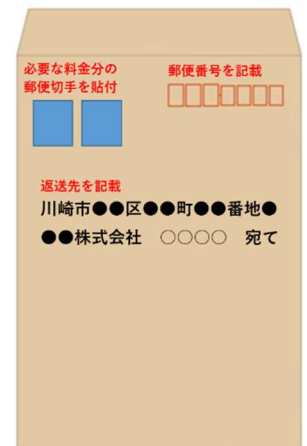 必要な料金分の
郵便切手を貼付
郵便番号を記載
返送先を記載
川崎市●●区●●町●●番地●
●●株式会社　○○○○　宛て